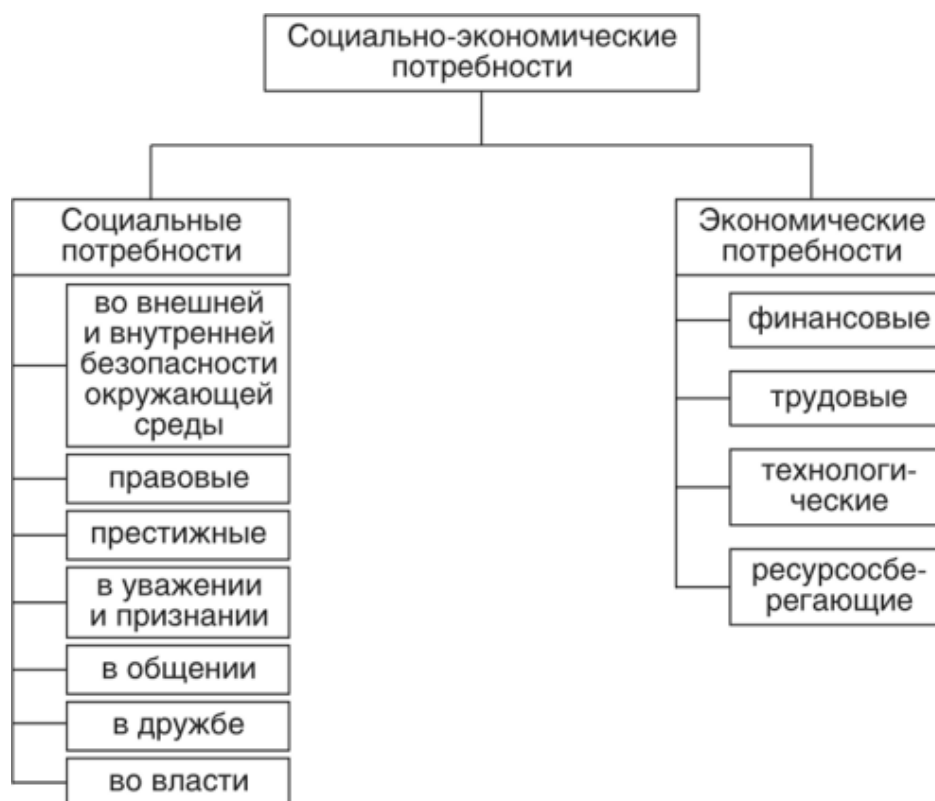 Социально-экономические
потребности
Социальные
потребности
во внешней
и внутренней
безопасности
окружающей
среды
правовые
престижные
в уважении
и признании
в общении
в дружбе
во власти
Экономические
потребности
финансовые
трудовые
технологи-
ческие
ресурсосбе-
регающие